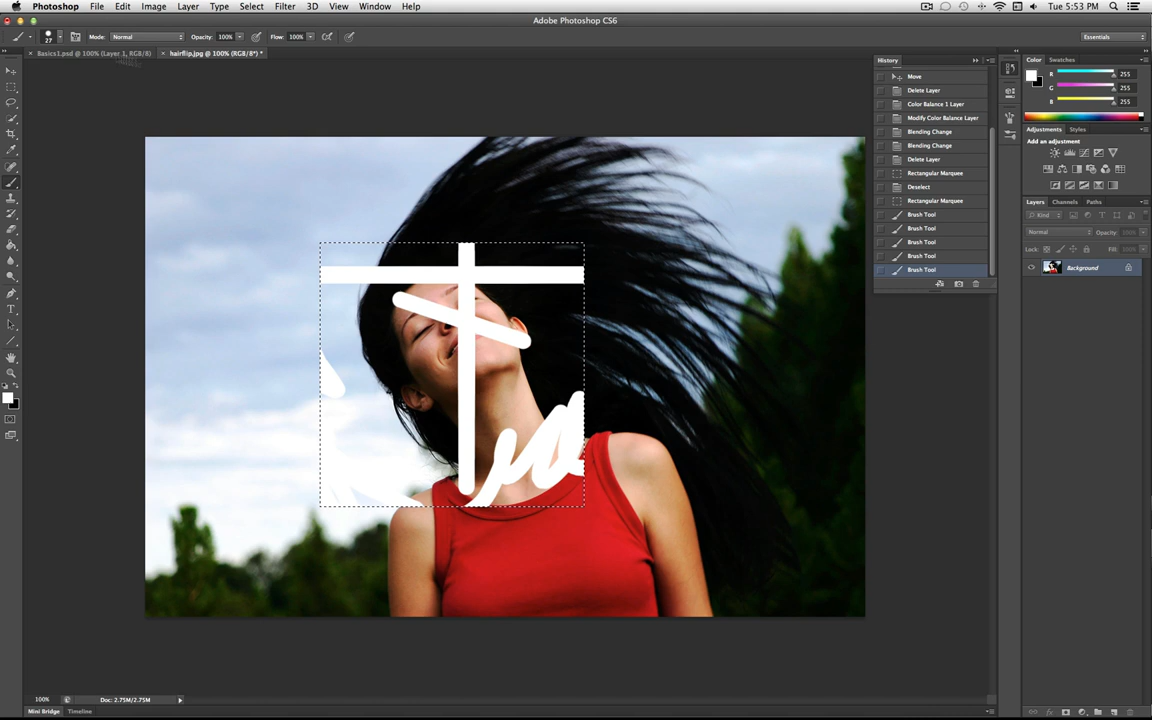 Photoshop File Edit Image Layer Type Select Filter 3D View Window Help Tue 5:53 PM
Adobe Photoshop CS6
27 Mode: Normal Opacity: 100% Flow: 100% Essentials
× Basics1.psd @ 100% (Layer 1, RGB/8) × hairflip.jpg @ 100% (RGB/8*) *
History
Move
Delete Layer
Color Balance 1 Layer
Modify Color Balance Layer
Blending Change
Blending Change
Delete Layer
Rectangular Marquee
Deselect
Rectangular Marquee
Brush Tool
Brush Tool
Brush Tool
Brush Tool
Brush Tool
Color Swatches
R 255
G 255
B 255
Adjustments Styles
Add an adjustment
Layers Channels Paths
Kind
Normal Opacity: 100%
Lock: Fill: 100%
Background
100% Doc: 2.75M/2.75M
Mini Bridge Timeline